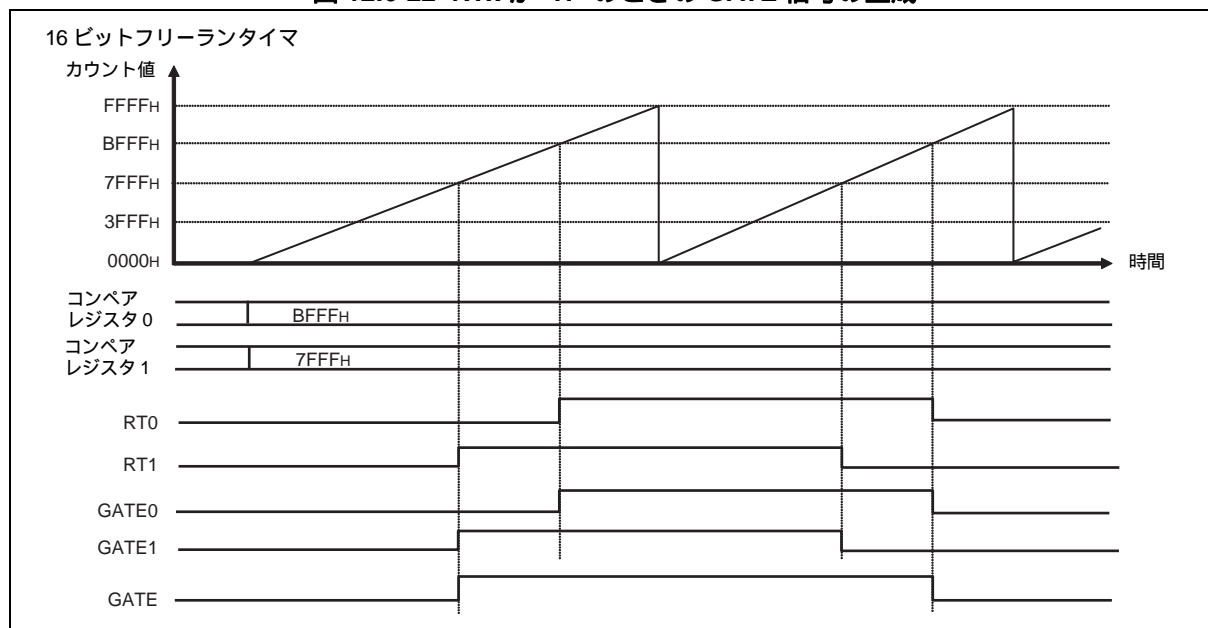 16 ビットフリーランタイマ
カウント値
FFFFH
BFFFH
7FFFH
3FFFH
0000H
時間
コンペア
レジスタ 0
BFFFH
コンペア
レジスタ 1
7FFFH
RT0
RT1
GATE0
GATE1
GATE